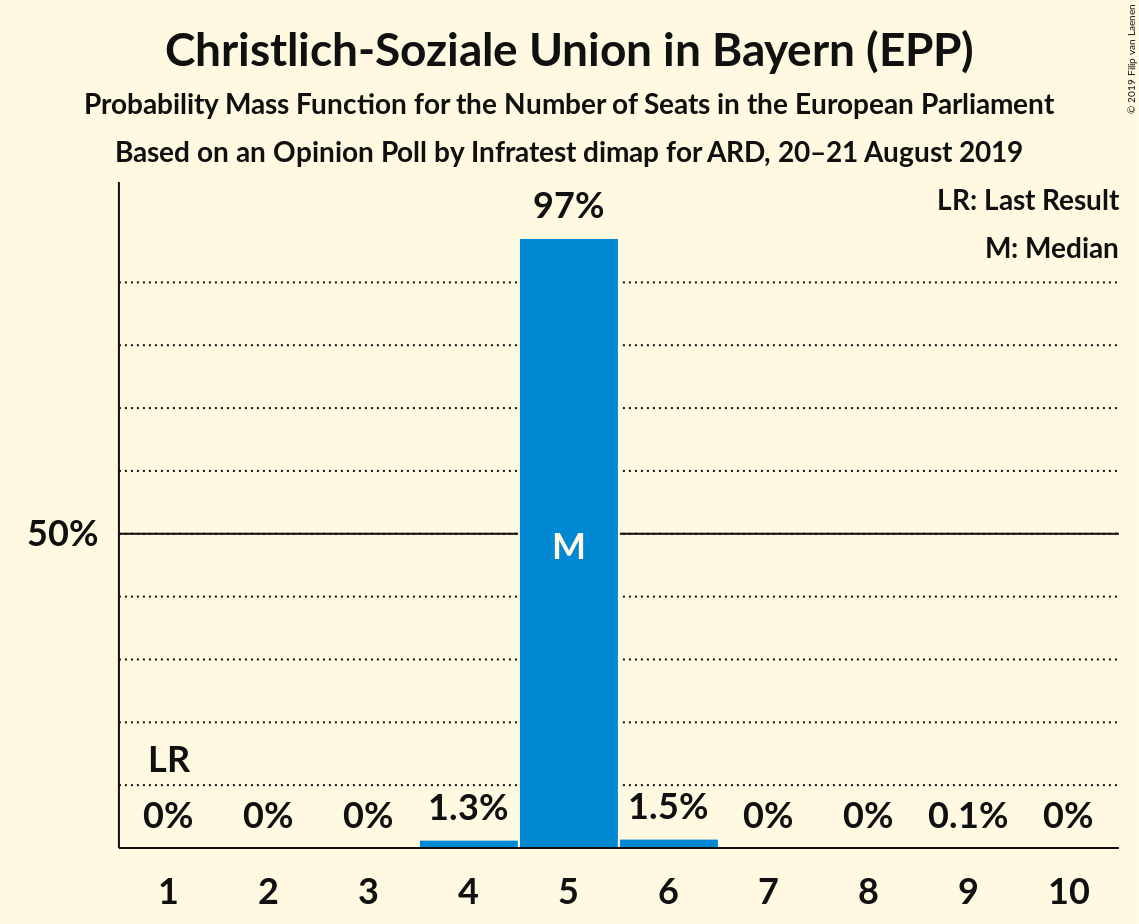 Christlich-Soziale Union in Bayern (EPP)
Probability Mass Function for the Number of Seats in the European Parliament
Based on an Opinion Poll by Infratest dimap for ARD, 20–21 August 2019
© 2019 Filip van Laenen
LR: Last Result
M: Median
97%
50%
M
LR
0% 0% 0% 1.3% 1.5% 0% 0% 0.1% 0%
1 2 3 4 5 6 7 8 9 10